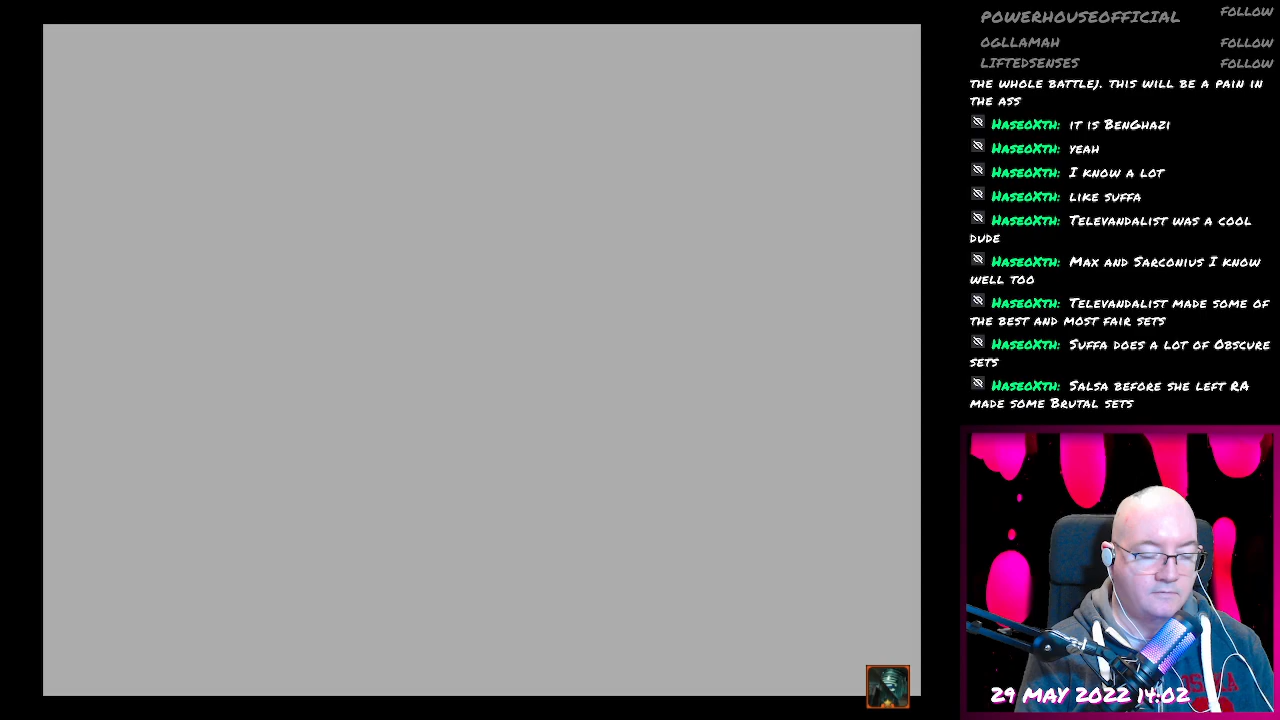 POWERHOUSEOFFICIAL FOLLOW
OGLLAMAH FOLLOW
LIFTEDSENSES FOLLOW
THE WHOLE BATTLE). THIS WILL BE A PAIN IN
THE ASS
HaseoXth: it is BenGhazi
HaseoXth: yeah
HaseoXth: I know a lot
HaseoXth: like suffa
HaseoXth: Televandalist was a cool
dude
HaseoXth: Max and Sarconius I know
well too
HaseoXth: Televandalist made some of
the best and most fair sets
HaseoXth: Suffa does a lot of Obscure
sets
HaseoXth: Salsa before she left RA
made some Brutal sets
29 MAY 2022 14:02